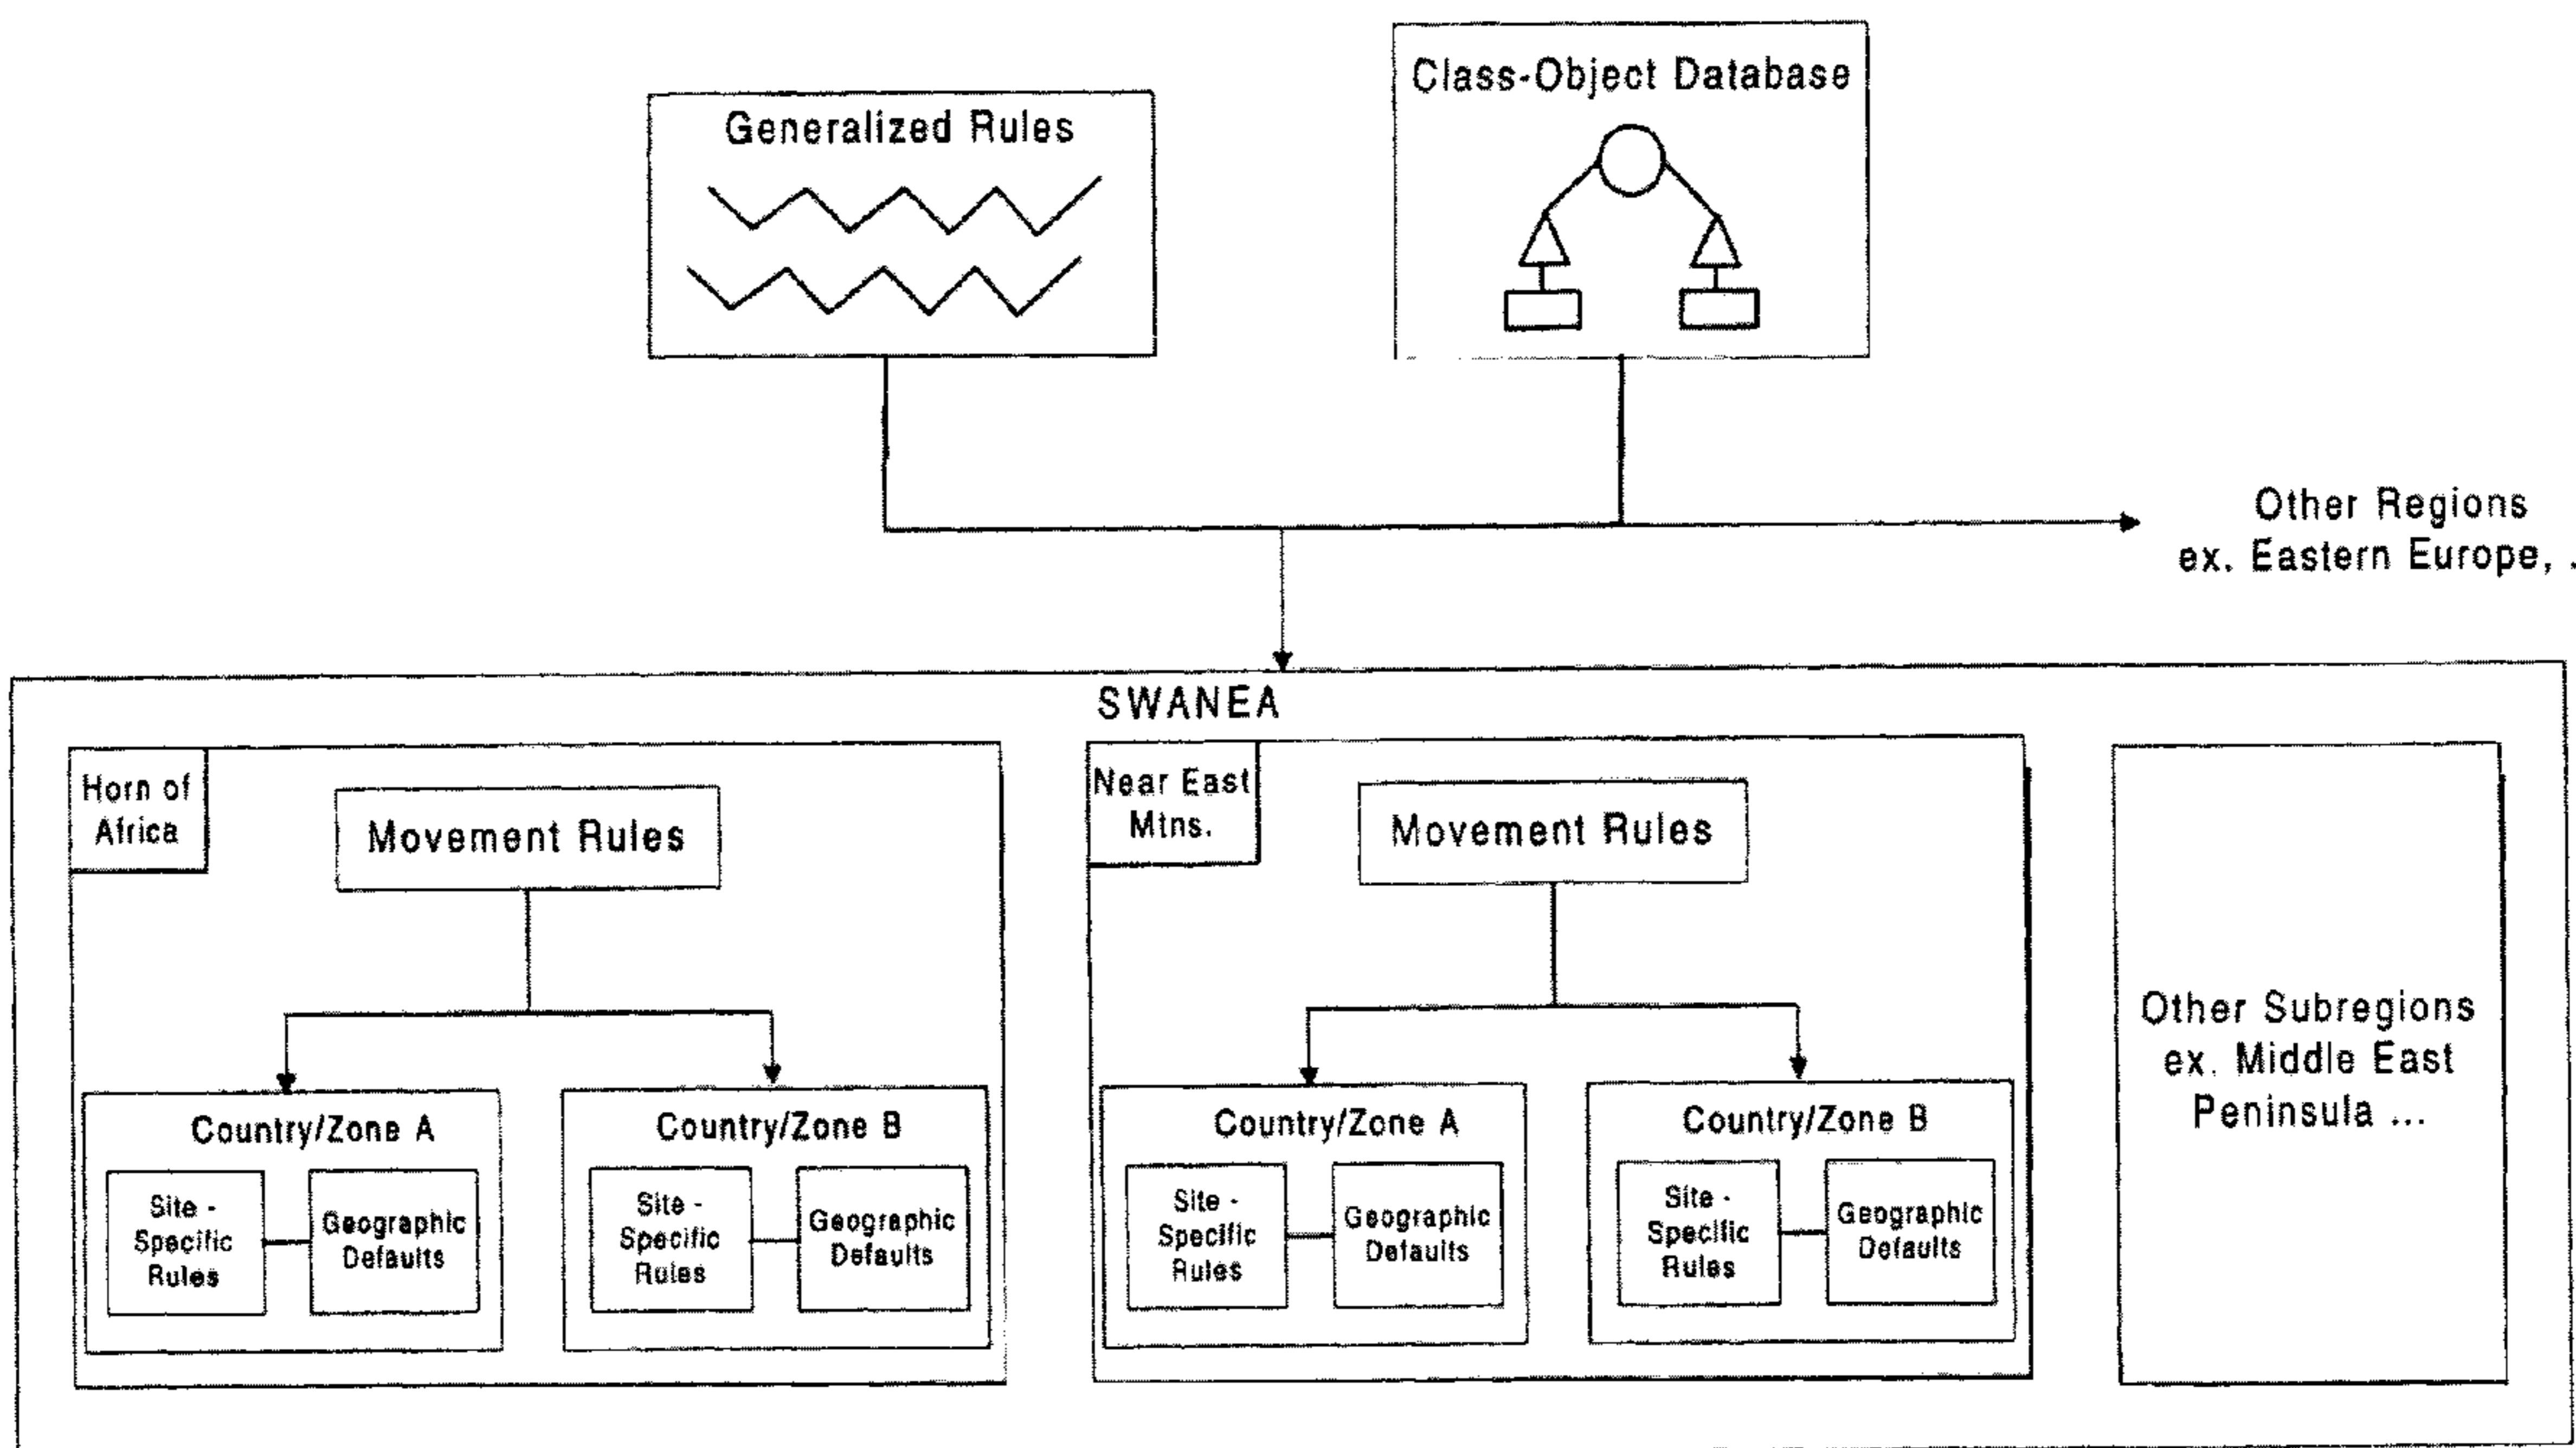 Class-Object Database
Generalized Rules
Other Regions
ex. Eastern Europe, .
SWANEA
Horn of
Africa
Movement Rules
Country/Zone A
Site -
Specific
Rules
Geographic
Defaults
Country/Zone B
Site -
Specific
Rules
Geographic
Defaults
Near East
Mtns.
Movement Rules
Country/Zone A
Site -
Specific
Rules
Geographic
Defaults
Country/Zone B
Site -
Specific
Rules
Geographic
Defaults
Other Subregions
ex. Middle East
Peninsula ...